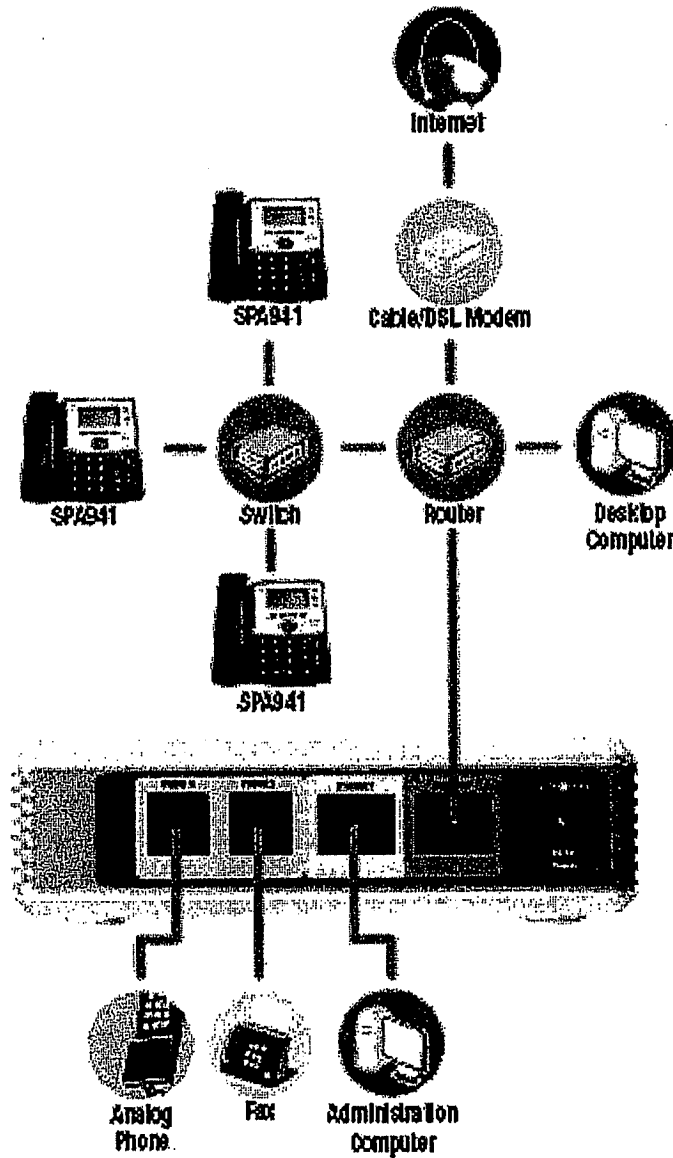 Internet
SPA941
Cable/DSL Modem
SPA941
Switch
Router
Desktop
Computer
SPA941
Analog
Phone
Fax
Administration
Computer